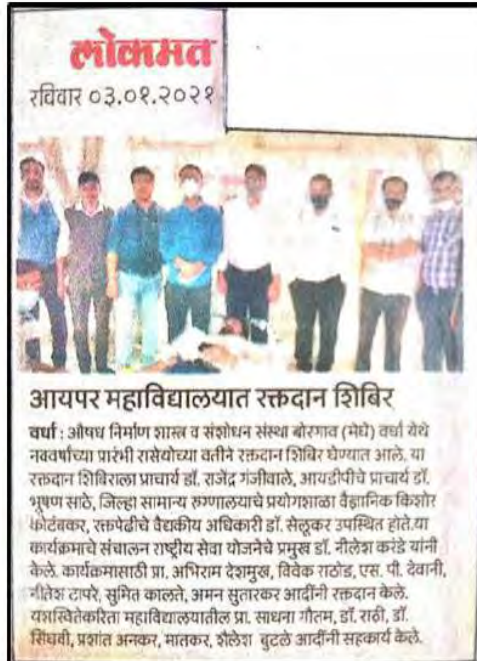 लोकमत
रविवार ०३.०१.२०२१
आयपर महाविद्यालयात रक्तदान शिबिर
वर्धा : औषध निर्माण शास्त्र व संशोधन संस्था बोरगाव (मेघे) वर्धा येथे
नववर्षाच्या प्रारंभी रासेयोच्या वतीने रक्तदान शिबिर घेण्यात आले, या
रक्तदान शिबिराला प्राचार्य डॉ. राजेंद्र गंजीवाले, आयडीपीचे प्राचार्य डॉ.
भूषण साठे, जिल्हा सामान्य रुग्णालयाचे प्रयोगशाळा वैज्ञानिक किशोर
कोटंबकर, रक्तपेढीचे वैद्यकीय अधिकारी डॉ. सेलूकर उपस्थित होते.या
कार्यक्रमाचे संचालन राष्ट्रीय सेवा योजनेचे प्रमुख डॉ. नीलेश करंडे यांनी
केले. कार्यक्रमासाठी प्रा. अभिराम देशमुख, विवेक राठोड, एस. पी. देवानी,
नीतेश टापरे, सुमित कालते, अमन सुतारकर आदींनी रक्तदान केले.
यशस्वितेकरिता महाविद्यालयातील प्रा. साधना गौतम, डॉ. राठी, डॉ.
सिंघवी, प्रशांत अनकर, मातकर, शैलेश बुटले आदींनी सहकार्य केले.